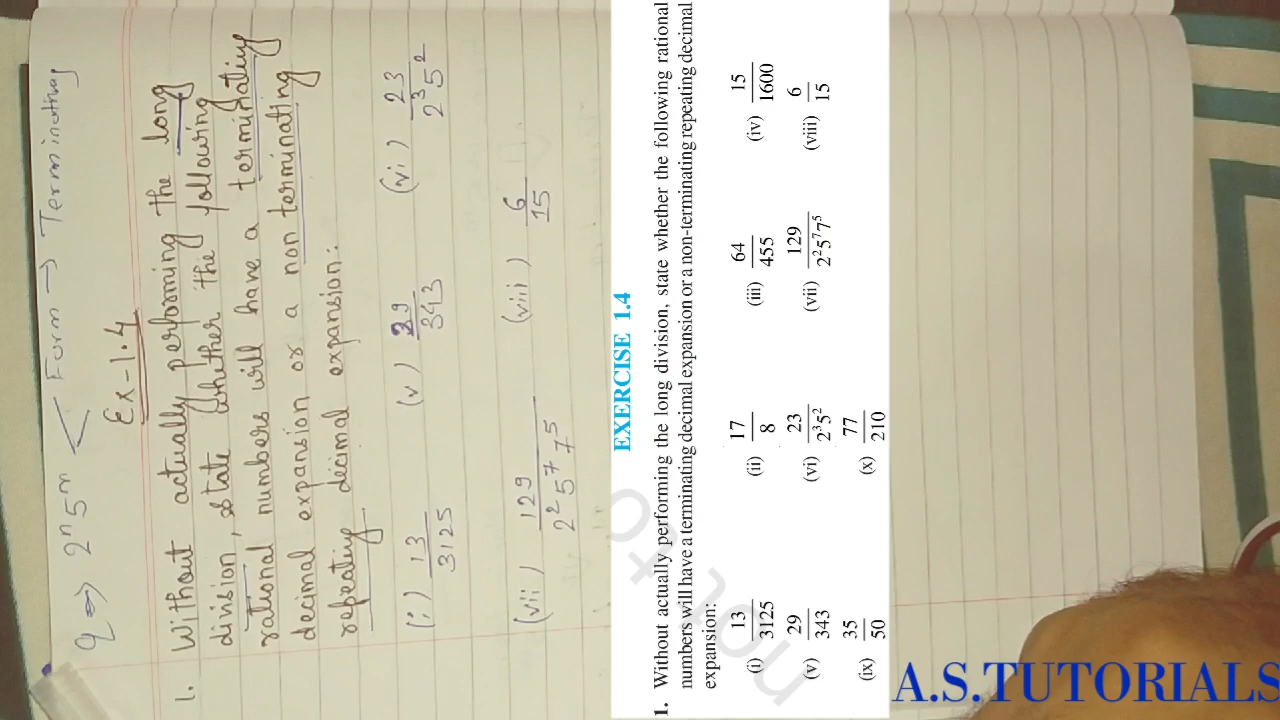 q ⇒ 2ⁿ 5ᵐ < Form → Terminating
Ex-1.4
1. Without actually performing the long
division, state whether the following
rational numbers will have a terminating
decimal expansion or a non terminating
repeating decimal expansion:
(i) 13/3125 (v) 29/343 (vi) 23/2³5²
(vii) 129/2²5⁷7⁵ (viii) 6/15
EXERCISE 1.4
1. Without actually performing the long division, state whether the following rational
numbers will have a terminating decimal expansion or a non-terminating repeating decimal
expansion:
(i) 13/3125 (ii) 17/8 (iii) 64/455 (iv) 15/1600
(v) 29/343 (vi) 23/2³5² (vii) 129/2²5⁷7⁵ (viii) 6/15
(ix) 35/50 (x) 77/210
not to
A.S.TUTORIALS